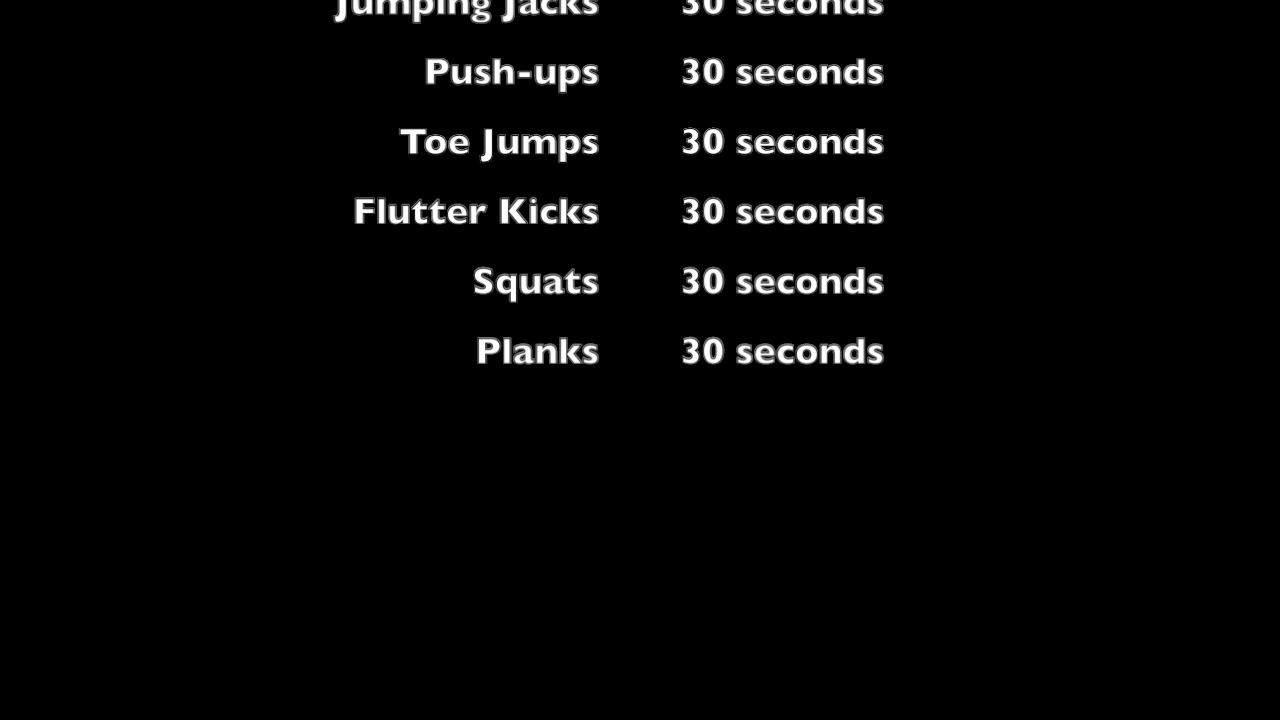 Jumping Jacks 30 seconds
Push-ups 30 seconds
Toe Jumps 30 seconds
Flutter Kicks 30 seconds
Squats 30 seconds
Planks 30 seconds